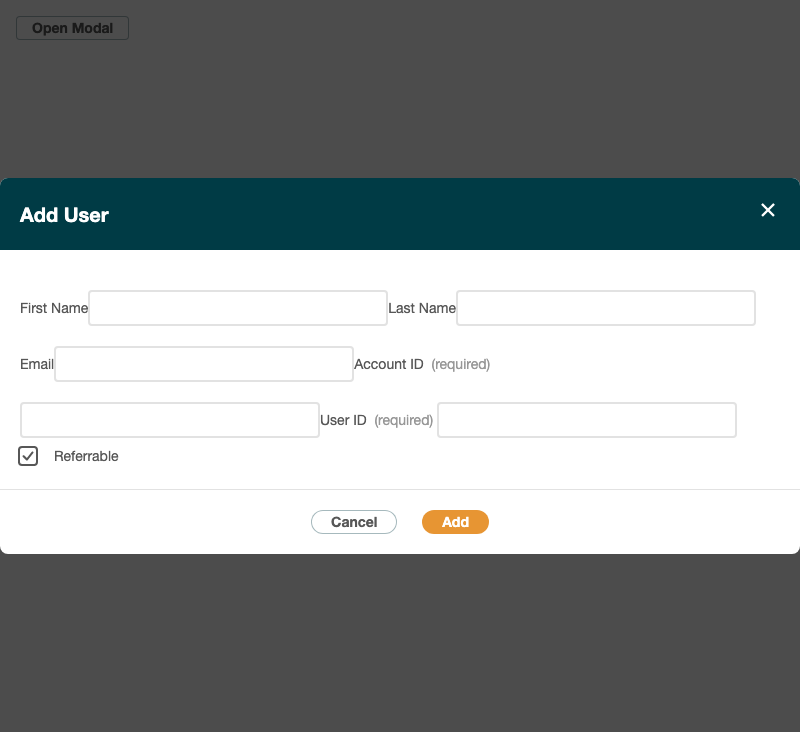 Open Modal
Add User
First Name Last Name
Email Account ID (required)
User ID (required)
Referrable
Cancel Add